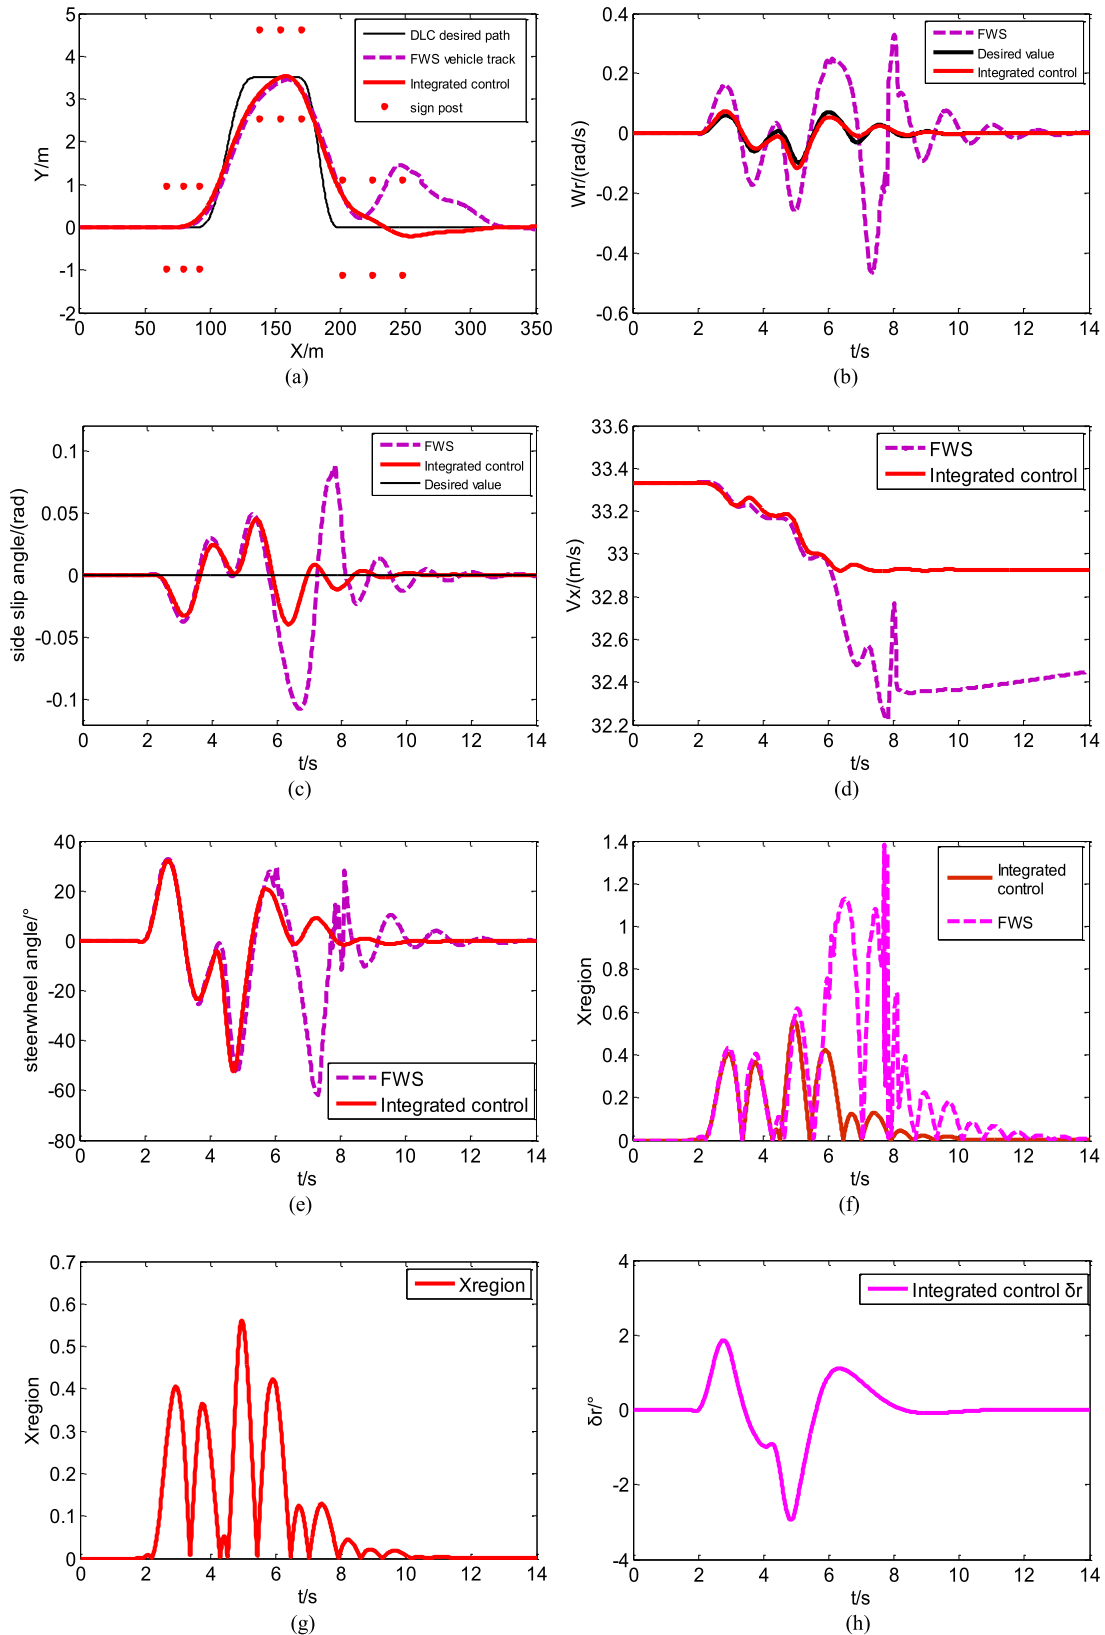 5
4
3
2
1
0
-1
-2
Y/m
DLC desired path
FWS vehicle track
Integrated control
sign post
0 50 100 150 200 250 300 350
X/m
(a)
0.4
0.2
0
-0.2
-0.4
-0.6
Wr/(rad/s)
FWS
Desired value
Integrated control
0 2 4 6 8 10 12 14
t/s
(b)
0.1
0.05
0
-0.05
-0.1
side slip angle/(rad)
FWS
Integrated control
Desired value
0 2 4 6 8 10 12 14
t/s
(c)
33.6
33.4
33.2
33
32.8
32.6
32.4
32.2
Vx/(m/s)
FWS
Integrated control
0 2 4 6 8 10 12 14
t/s
(d)
40
20
0
-20
-40
-60
-80
steerwheel angle/°
FWS
Integrated control
0 2 4 6 8 10 12 14
t/s
(e)
1.4
1.2
1
0.8
0.6
0.4
0.2
0
Xregion
Integrated
control
FWS
0 2 4 6 8 10 12 14
t/s
(f)
0.7
0.6
0.5
0.4
0.3
0.2
0.1
0
Xregion
Xregion
0 2 4 6 8 10 12 14
t/s
(g)
4
2
0
-2
-4
δr/°
Integrated control δr
0 2 4 6 8 10 12 14
t/s
(h)